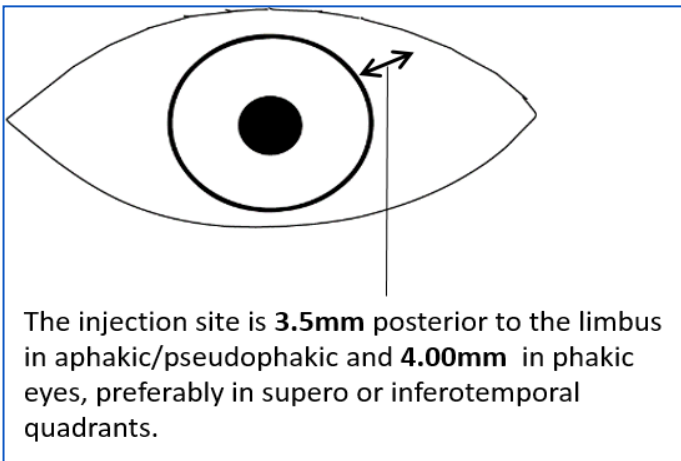 The injection site is 3.5mm posterior to the limbus
in aphakic/pseudophakic and 4.00mm in phakic
eyes, preferably in supero or inferotemporal
quadrants.